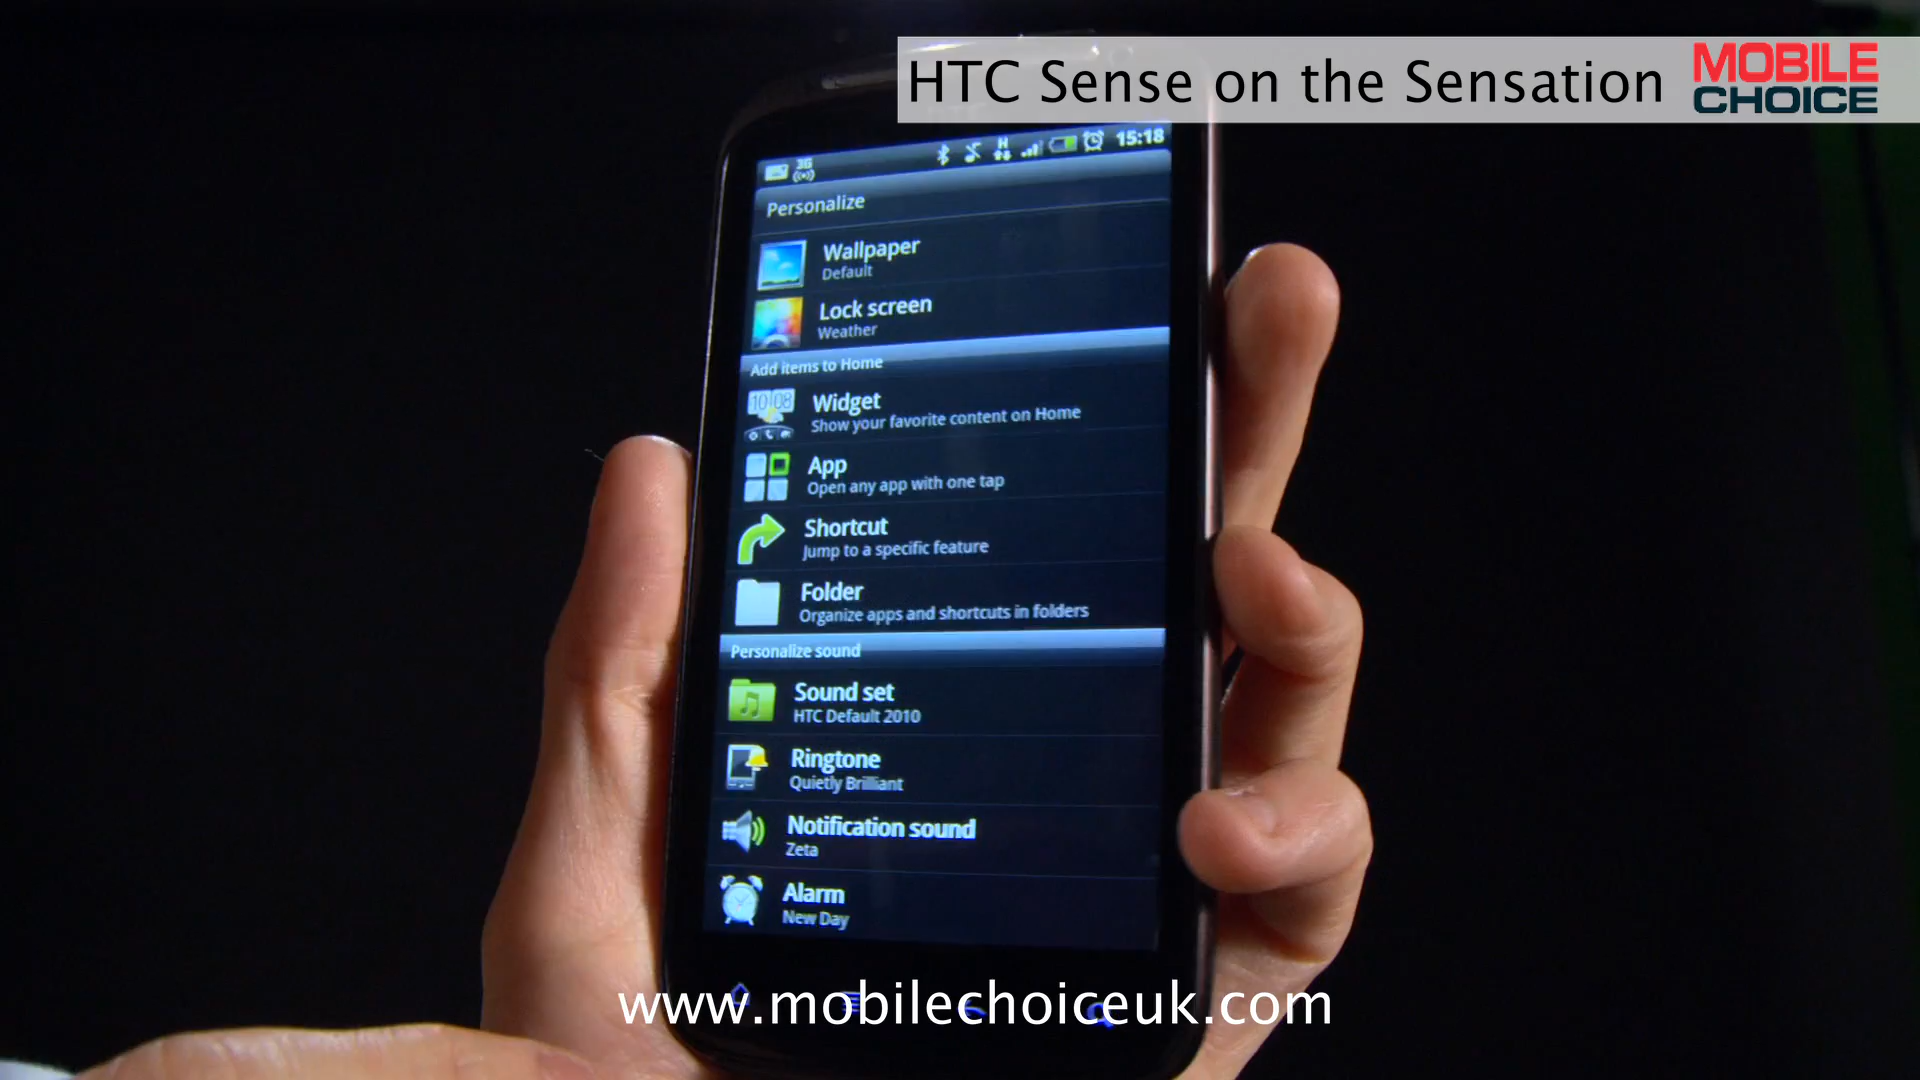 HTC Sense on the Sensation
MOBILE
CHOICE
3G
H
15:18
Personalize
Wallpaper
Default
Lock screen
Weather
Add items to Home
10 08
Widget
Show your favorite content on Home
App
Open any app with one tap
Shortcut
Jump to a specific feature
Folder
Organize apps and shortcuts in folders
Personalize sound
Sound set
HTC Default 2010
Ringtone
Quietly Brilliant
Notification sound
Zeta
Alarm
New Day
www.mobilechoiceuk.com